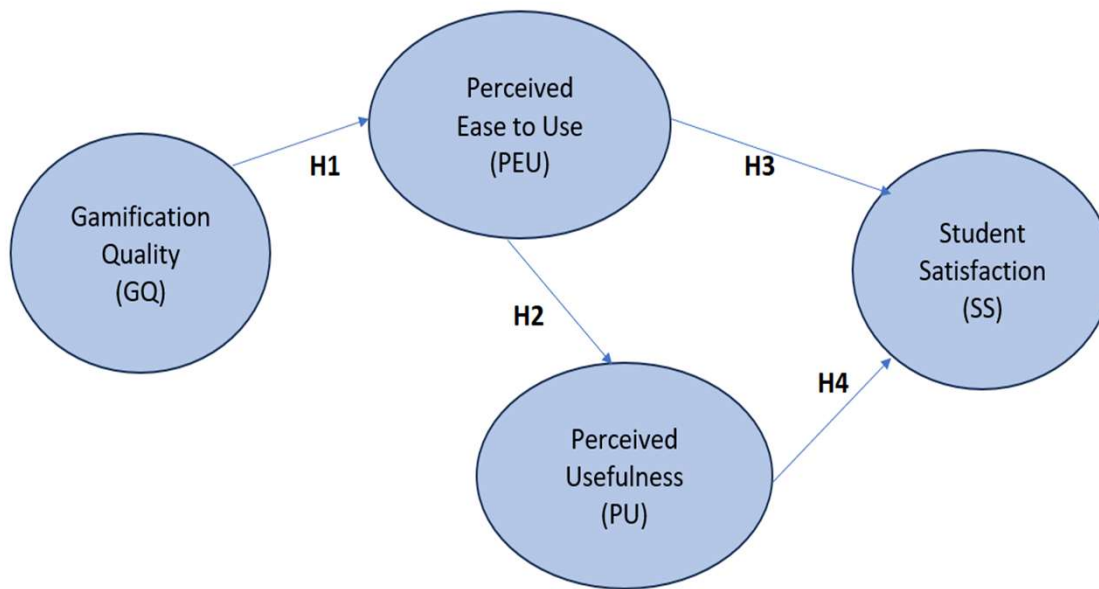 Perceived
Ease to Use
(PEU)
H1
H3
Gamification
Quality
(GQ)
Student
Satisfaction
(SS)
H2
H4
Perceived
Usefulness
(PU)